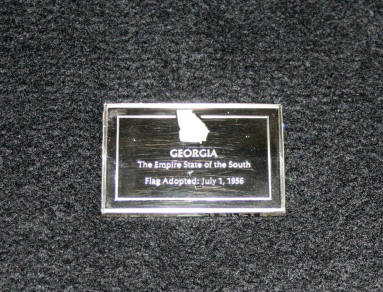 GEORGIA
The Empire State of the South
Flag Adopted: July 1, 1956